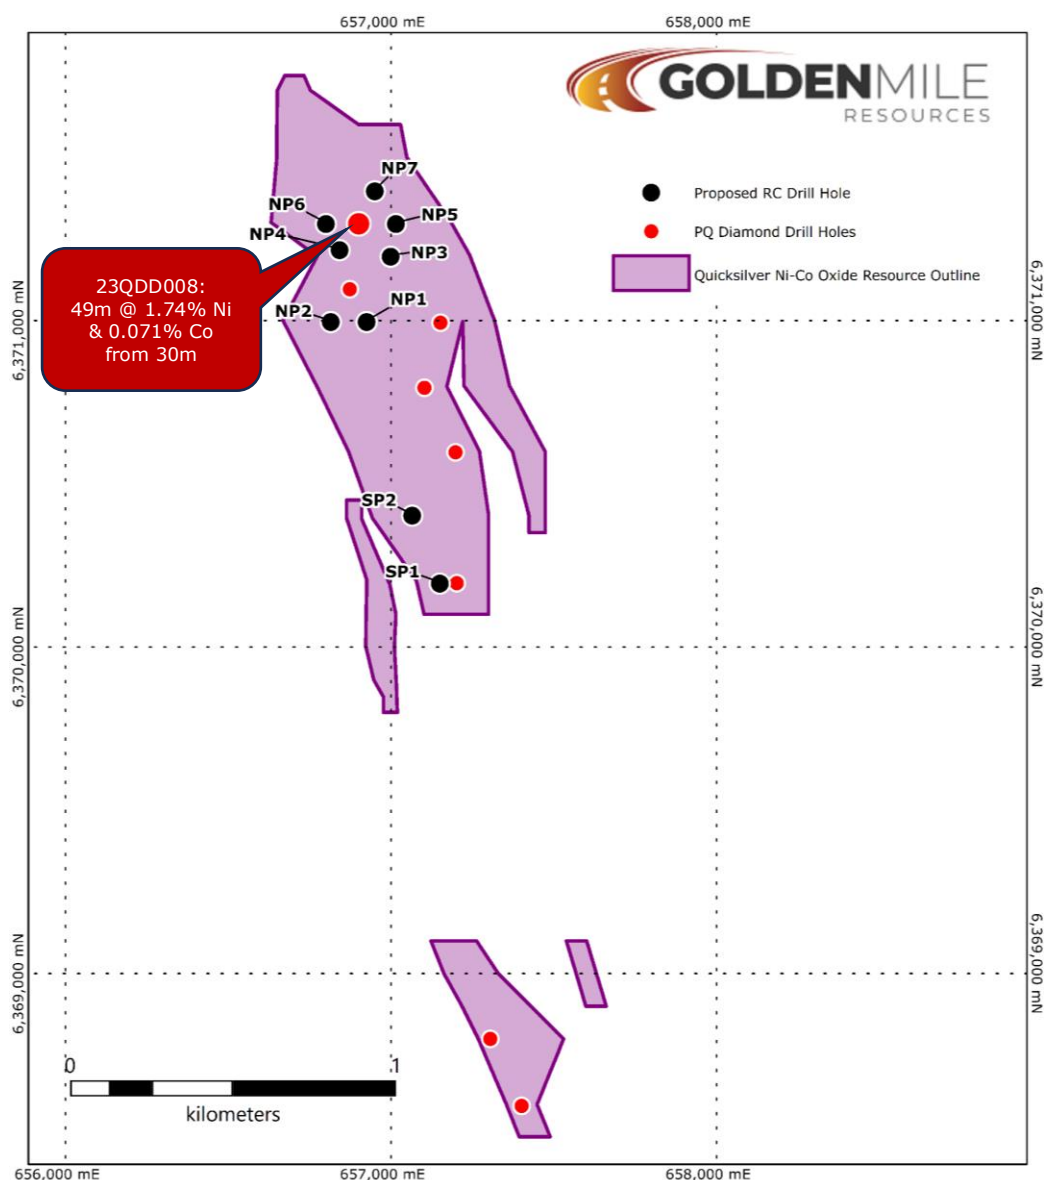 657,000 mE
658,000 mE
GOLDENMILE
RESOURCES
Proposed RC Drill Hole
PQ Diamond Drill Holes
Quicksilver Ni-Co Oxide Resource Outline
NP7
NP6
NP5
NP4
NP3
23QDD008:
49m @ 1.74% Ni
& 0.071% Co
from 30m
NP2
NP1
6,371,000 mN
6,371,000 mN
SP2
SP1
6,370,000 mN
6,370,000 mN
6,369,000 mN
6,369,000 mN
0
1
kilometers
656,000 mE
657,000 mE
658,000 mE